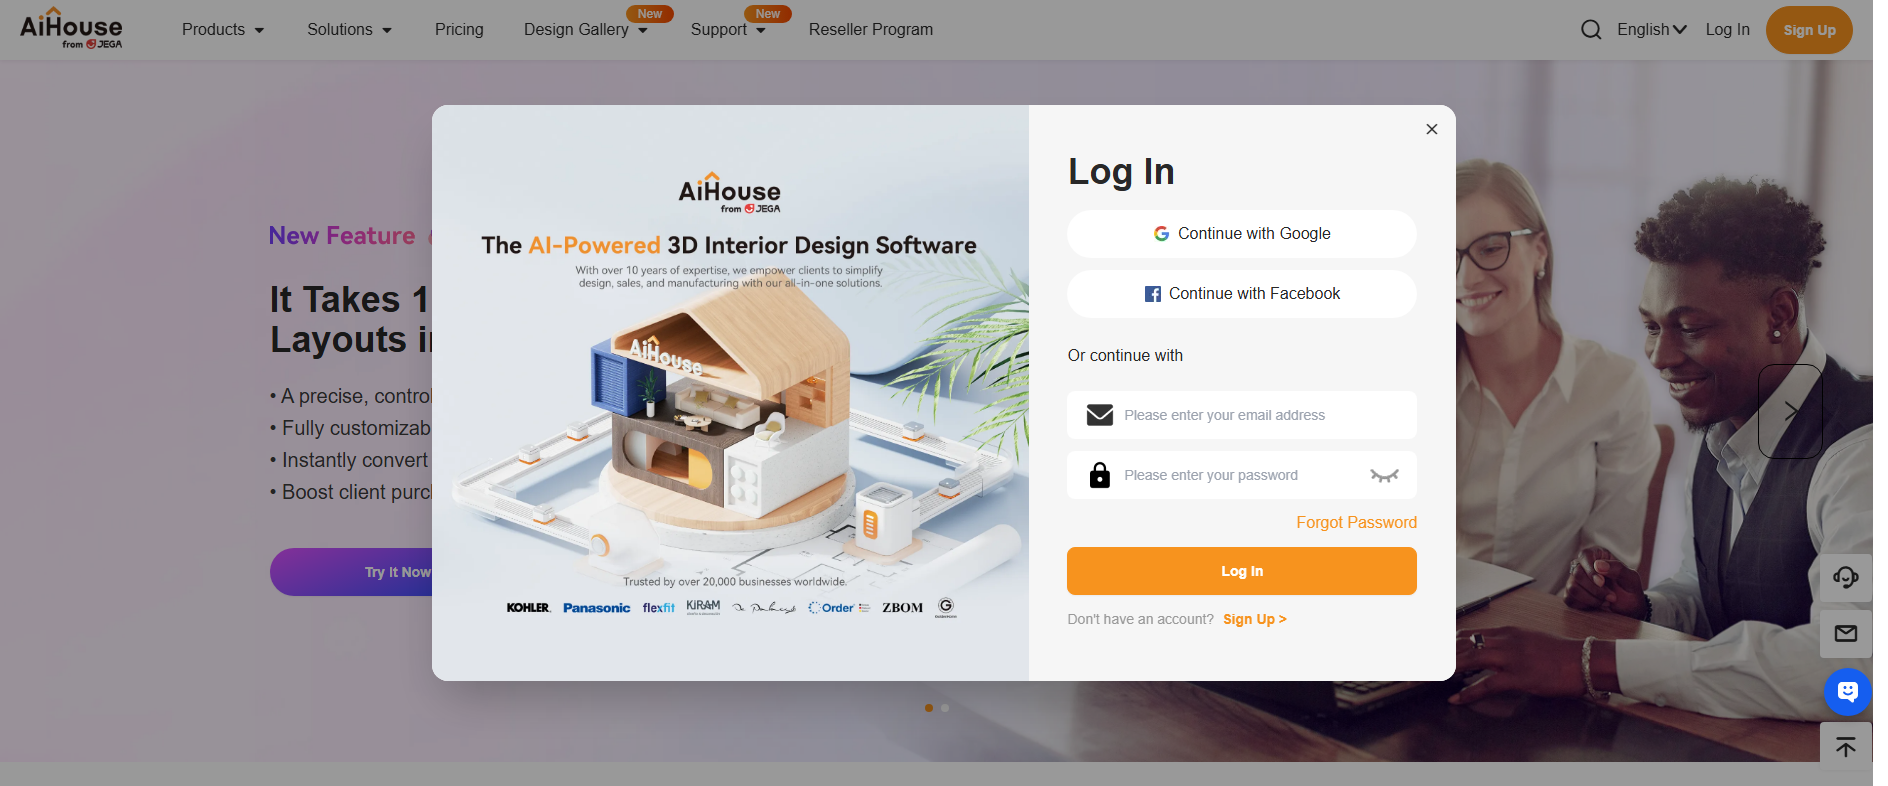 AiHouse
from JEGA
Products
Solutions
Pricing
Design Gallery
New
Support
New
Reseller Program
English
Log In
Sign Up
New Feature
It Takes 1
Layouts i
• A precise, contro
• Fully customizab
• Instantly convert
• Boost client purc
Try It Now
AiHouse
from JEGA
The AI-Powered 3D Interior Design Software
With over 10 years of expertise, we empower clients to simplify
design, sales, and manufacturing with our all-in-one solutions.
AiHouse
Trusted by over 20,000 businesses worldwide.
KOHLER. Panasonic flexfit KiRAM Order ZBOM
Log In
Continue with Google
Continue with Facebook
Or continue with
Please enter your email address
Please enter your password
Forgot Password
Log In
Don't have an account? Sign Up >